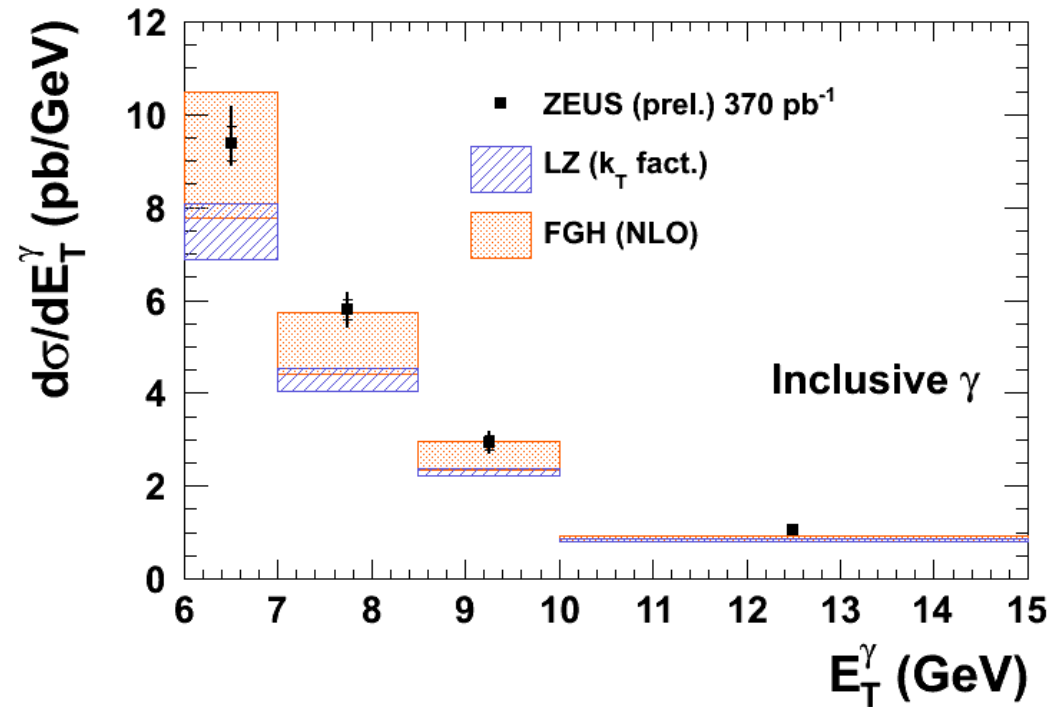 dσ/dE_T^γ (pb/GeV)
12
10
8
6
4
2
0
ZEUS (prel.) 370 pb⁻¹
LZ (k_T fact.)
FGH (NLO)
Inclusive γ
6 7 8 9 10 11 12 13 14 15
E_T^γ (GeV)